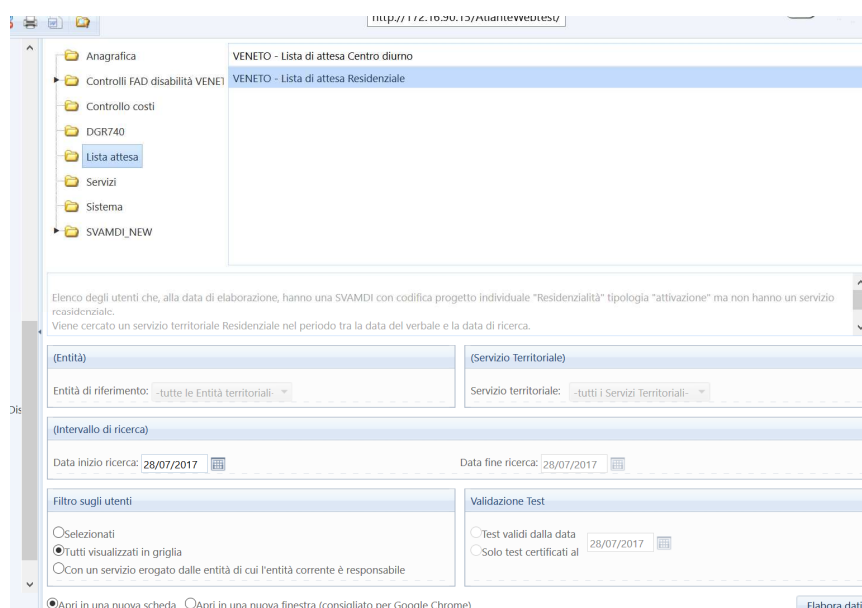 http://172.16.90.15/AtlanteWebtest/
Anagrafica
Controlli FAD disabilità VENET
Controllo costi
DGR740
Lista attesa
Servizi
Sistema
SVAMDI_NEW
VENETO - Lista di attesa Centro diurno
VENETO - Lista di attesa Residenziale
Elenco degli utenti che, alla data di elaborazione, hanno una SVAMDI con codifica progetto individuale "Residenzialità" tipologia "attivazione" ma non hanno un servizio
reasidenziale.
Viene cercato un servizio territoriale Residenziale nel periodo tra la data del verbale e la data di ricerca.
(Entità)
Entità di riferimento: -tutte le Entità territoriali-
(Servizio Territoriale)
Servizio territoriale: -tutti i Servizi Territoriali-
Dis
(Intervallo di ricerca)
Data inizio ricerca: 28/07/2017
Data fine ricerca: 28/07/2017
Filtro sugli utenti
Selezionati
Tutti visualizzati in griglia
Con un servizio erogato dalle entità di cui l'entità corrente è responsabile
Validazione Test
Test validi dalla data
Solo test certificati al
28/07/2017
Apri in una nuova scheda Apri in una nuova finestra (consigliato per Google Chrome)
Elabora dati